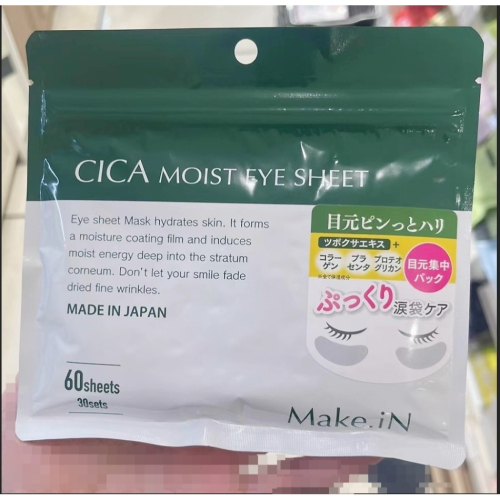 CICA MOIST EYE SHEET
Eye sheet Mask hydrates skin. It forms
a moisture coating film and induces
moist energy deep into the stratum
corneum. Don't let your smile fade
dried fine wrinkles.
MADE IN JAPAN
目元ピンっとハリ
ツボクサエキス +
コラーゲン プラセンタ プロテオグリカン
目元集中
パック
ぷっくり 涙袋ケア
60sheets
30sets
Make.iN